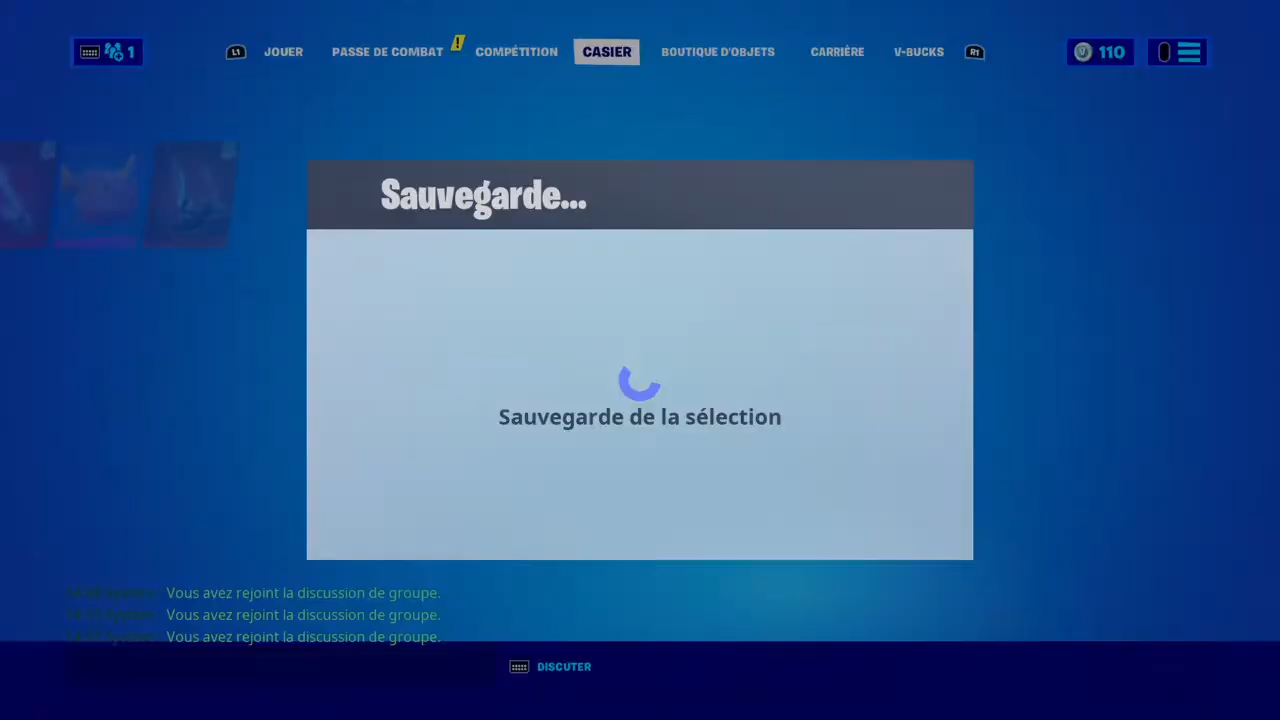 1
L1
JOUER
PASSE DE COMBAT
!
COMPÉTITION
CASIER
BOUTIQUE D'OBJETS
CARRIÈRE
V-BUCKS
R1
110
Sauvegarde...
Sauvegarde de la sélection
Vous avez rejoint la discussion de groupe.
Vous avez rejoint la discussion de groupe.
Vous avez rejoint la discussion de groupe.
DISCUTER